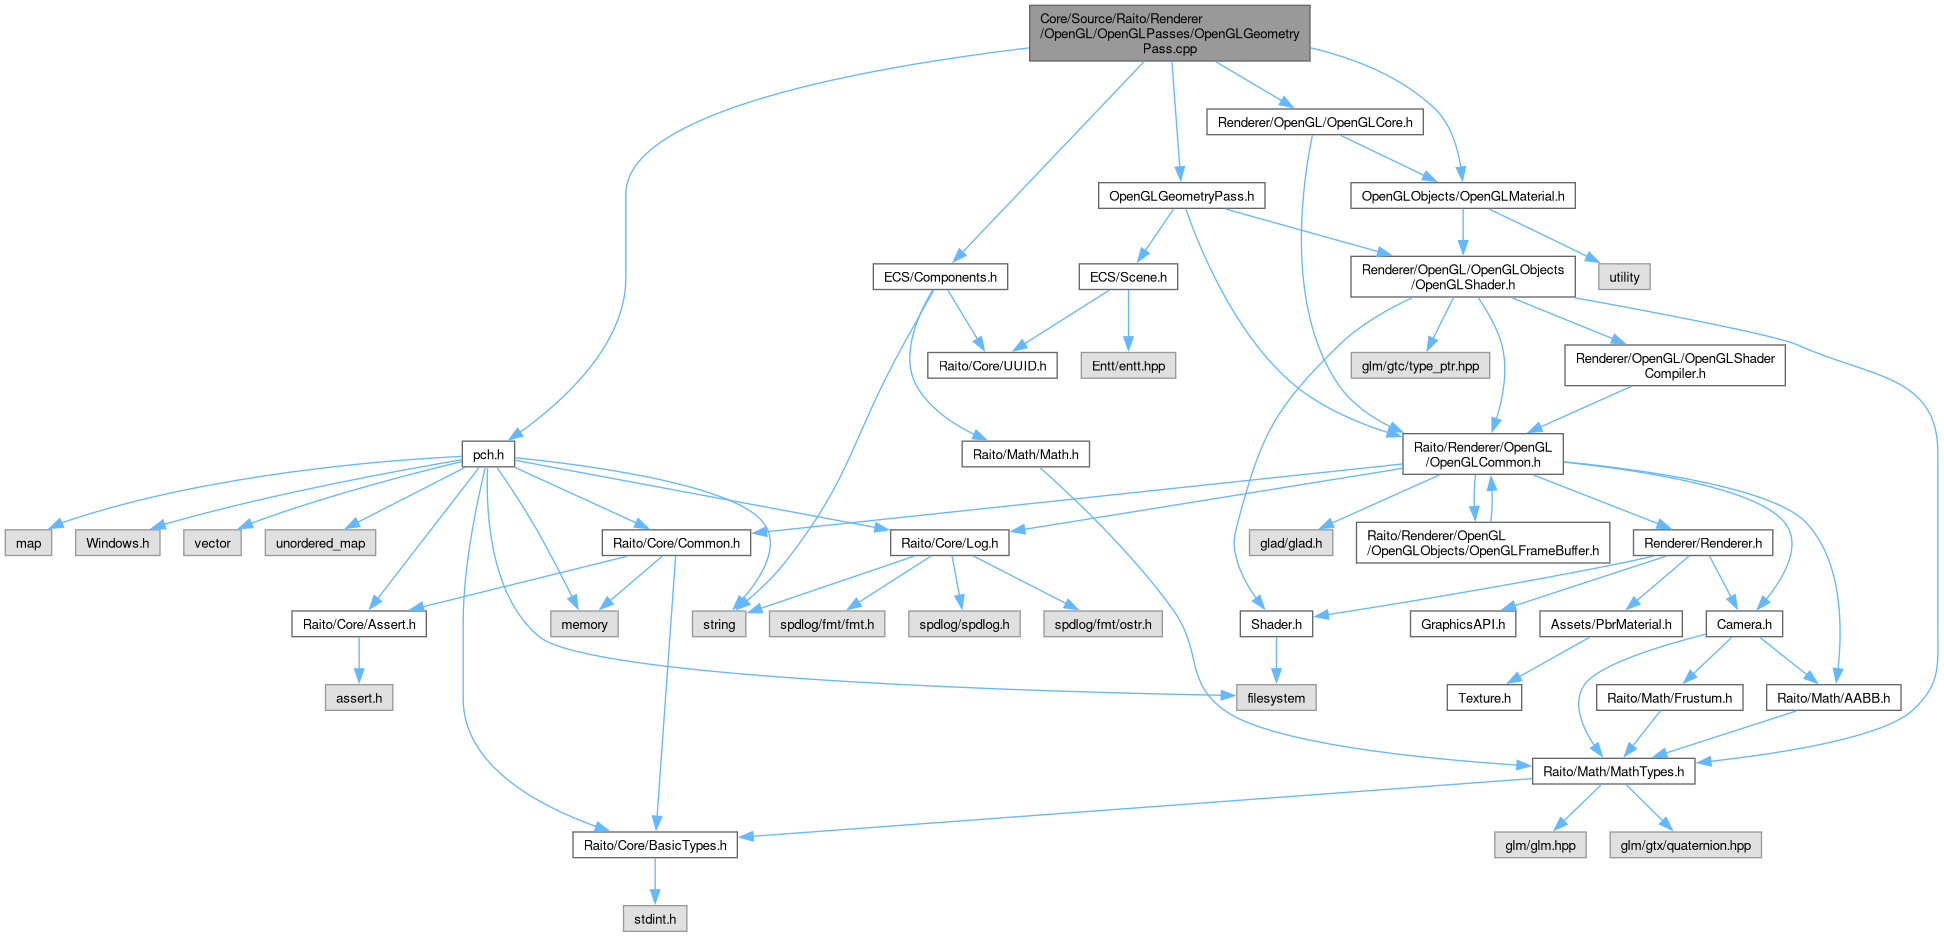 Core/Source/Raito/Renderer
/OpenGL/OpenGLPasses/OpenGLGeometry
Pass.cpp
Renderer/OpenGL/OpenGLCore.h
OpenGLGeometryPass.h
OpenGLObjects/OpenGLMaterial.h
ECS/Components.h
ECS/Scene.h
Renderer/OpenGL/OpenGLObjects
/OpenGLShader.h
utility
Raito/Core/UUID.h
Entt/entt.hpp
glm/gtc/type_ptr.hpp
Renderer/OpenGL/OpenGLShader
Compiler.h
pch.h
Raito/Math/Math.h
Raito/Renderer/OpenGL
/OpenGLCommon.h
map
Windows.h
vector
unordered_map
Raito/Core/Common.h
Raito/Core/Log.h
glad/glad.h
Raito/Renderer/OpenGL
/OpenGLObjects/OpenGLFrameBuffer.h
Renderer/Renderer.h
Raito/Core/Assert.h
memory
string
spdlog/fmt/fmt.h
spdlog/spdlog.h
spdlog/fmt/ostr.h
Shader.h
GraphicsAPI.h
Assets/PbrMaterial.h
Camera.h
assert.h
filesystem
Texture.h
Raito/Math/Frustum.h
Raito/Math/AABB.h
Raito/Math/MathTypes.h
Raito/Core/BasicTypes.h
glm/glm.hpp
glm/gtx/quaternion.hpp
stdint.h